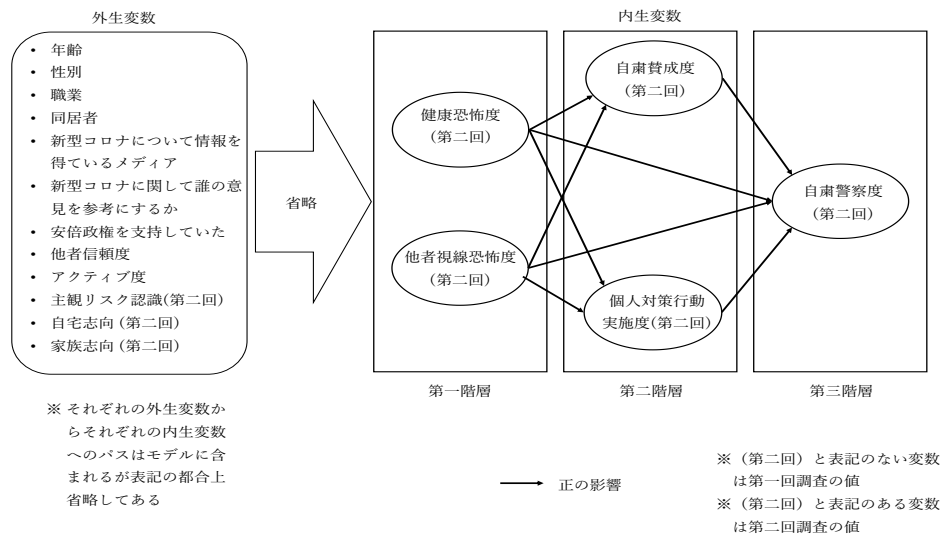 外生変数
• 年齢
• 性別
• 職業
• 同居者
• 新型コロナについて情報を
得ているメディア
• 新型コロナに関して誰の意
見を参考にするか
• 安倍政権を支持していた
• 他者信頼度
• アクティブ度
• 主観リスク認識(第二回)
• 自宅志向 (第二回)
• 家族志向 (第二回)
※ それぞれの外生変数か
らそれぞれの内生変数
へのパスはモデルに含
まれるが表記の都合上
省略してある
省略
内生変数
健康恐怖度
(第二回)
他者視線恐怖度
(第二回)
第一階層
自粛賛成度
(第二回)
個人対策行動
実施度(第二回)
第二階層
自粛警察度
(第二回)
第三階層
正の影響
※（第二回）と表記のない変数
は第一回調査の値
※（第二回）と表記のある変数
は第二回調査の値